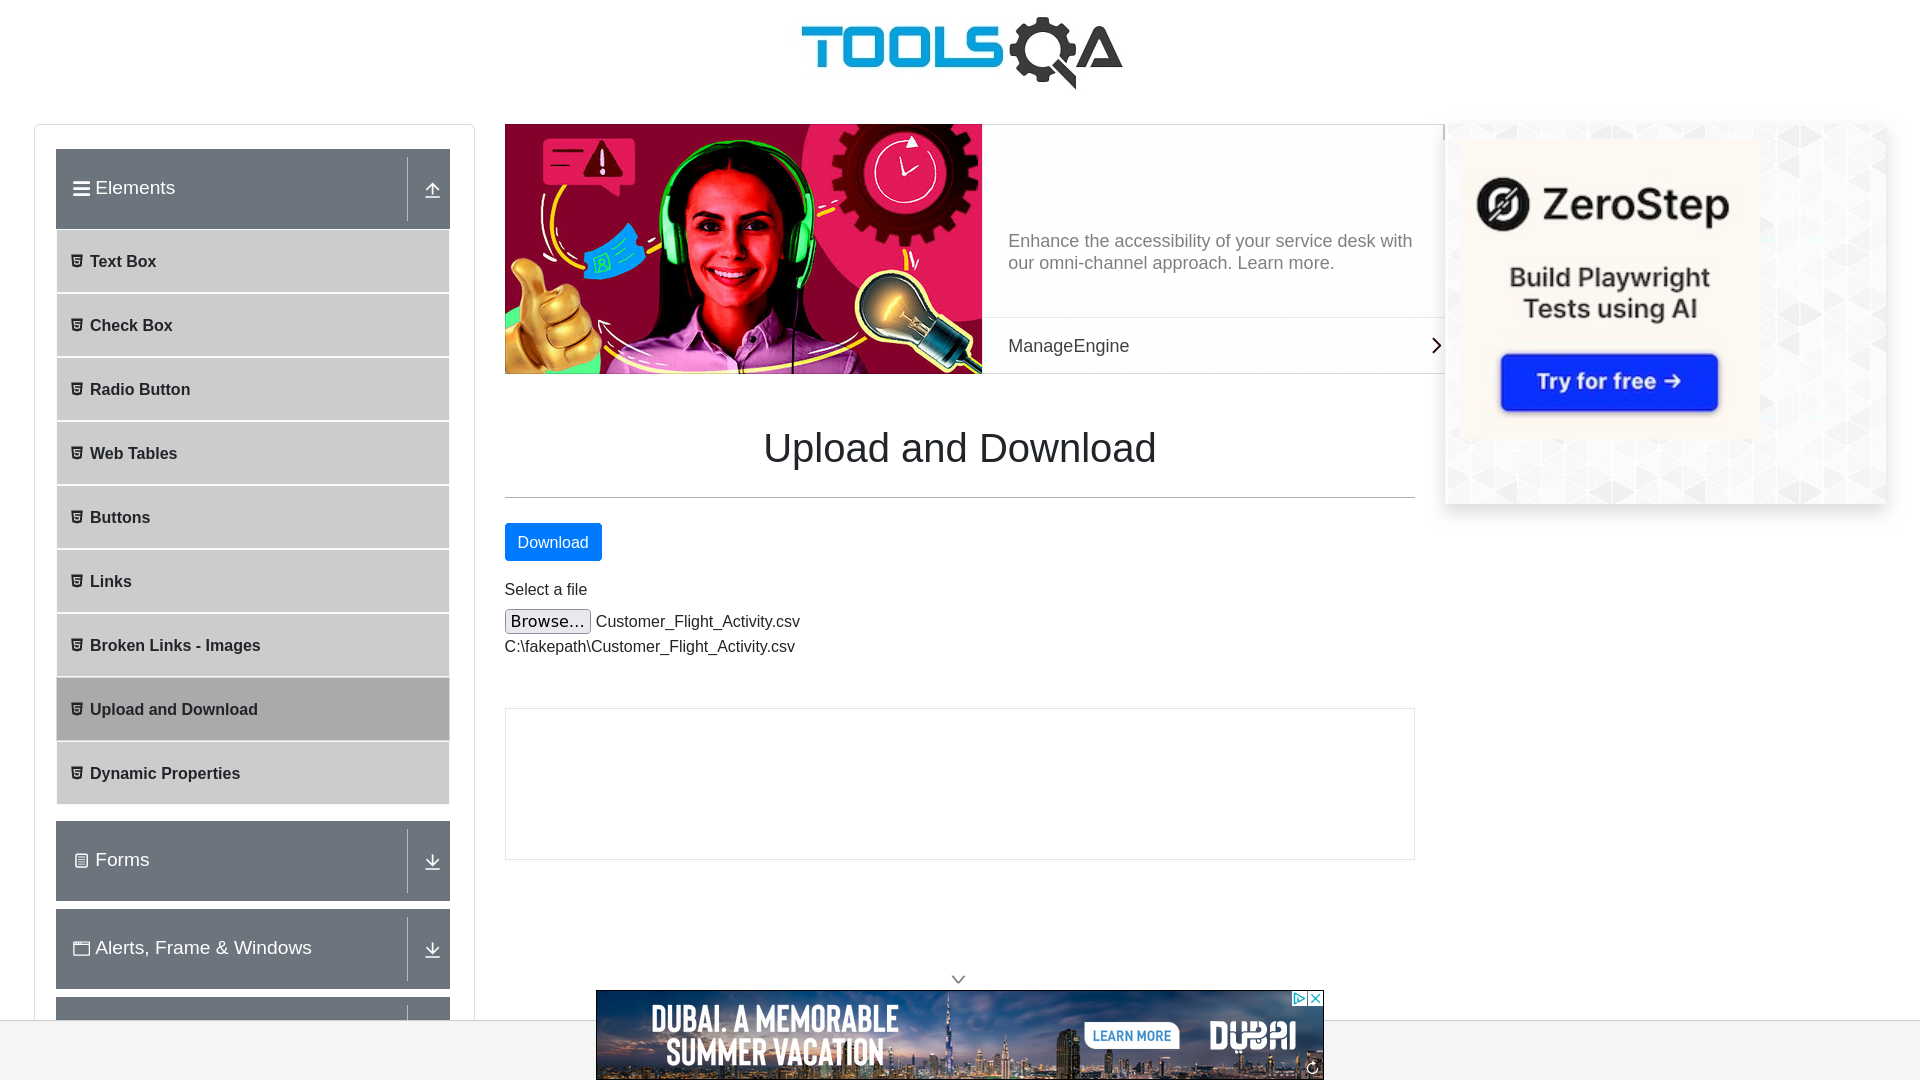 TOOLSQA
Elements
Text Box
Check Box
Radio Button
Web Tables
Buttons
Links
Broken Links - Images
Upload and Download
Dynamic Properties
Forms
Alerts, Frame & Windows
Enhance the accessibility of your service desk with
our omni-channel approach. Learn more.
ManageEngine
Upload and Download
Download
Select a file
Browse... Customer_Flight_Activity.csv
C:\fakepath\Customer_Flight_Activity.csv
ZeroStep
Build Playwright
Tests using AI
Try for free →
DUBAI. A MEMORABLE
SUMMER VACATION
LEARN MORE
DUBAI